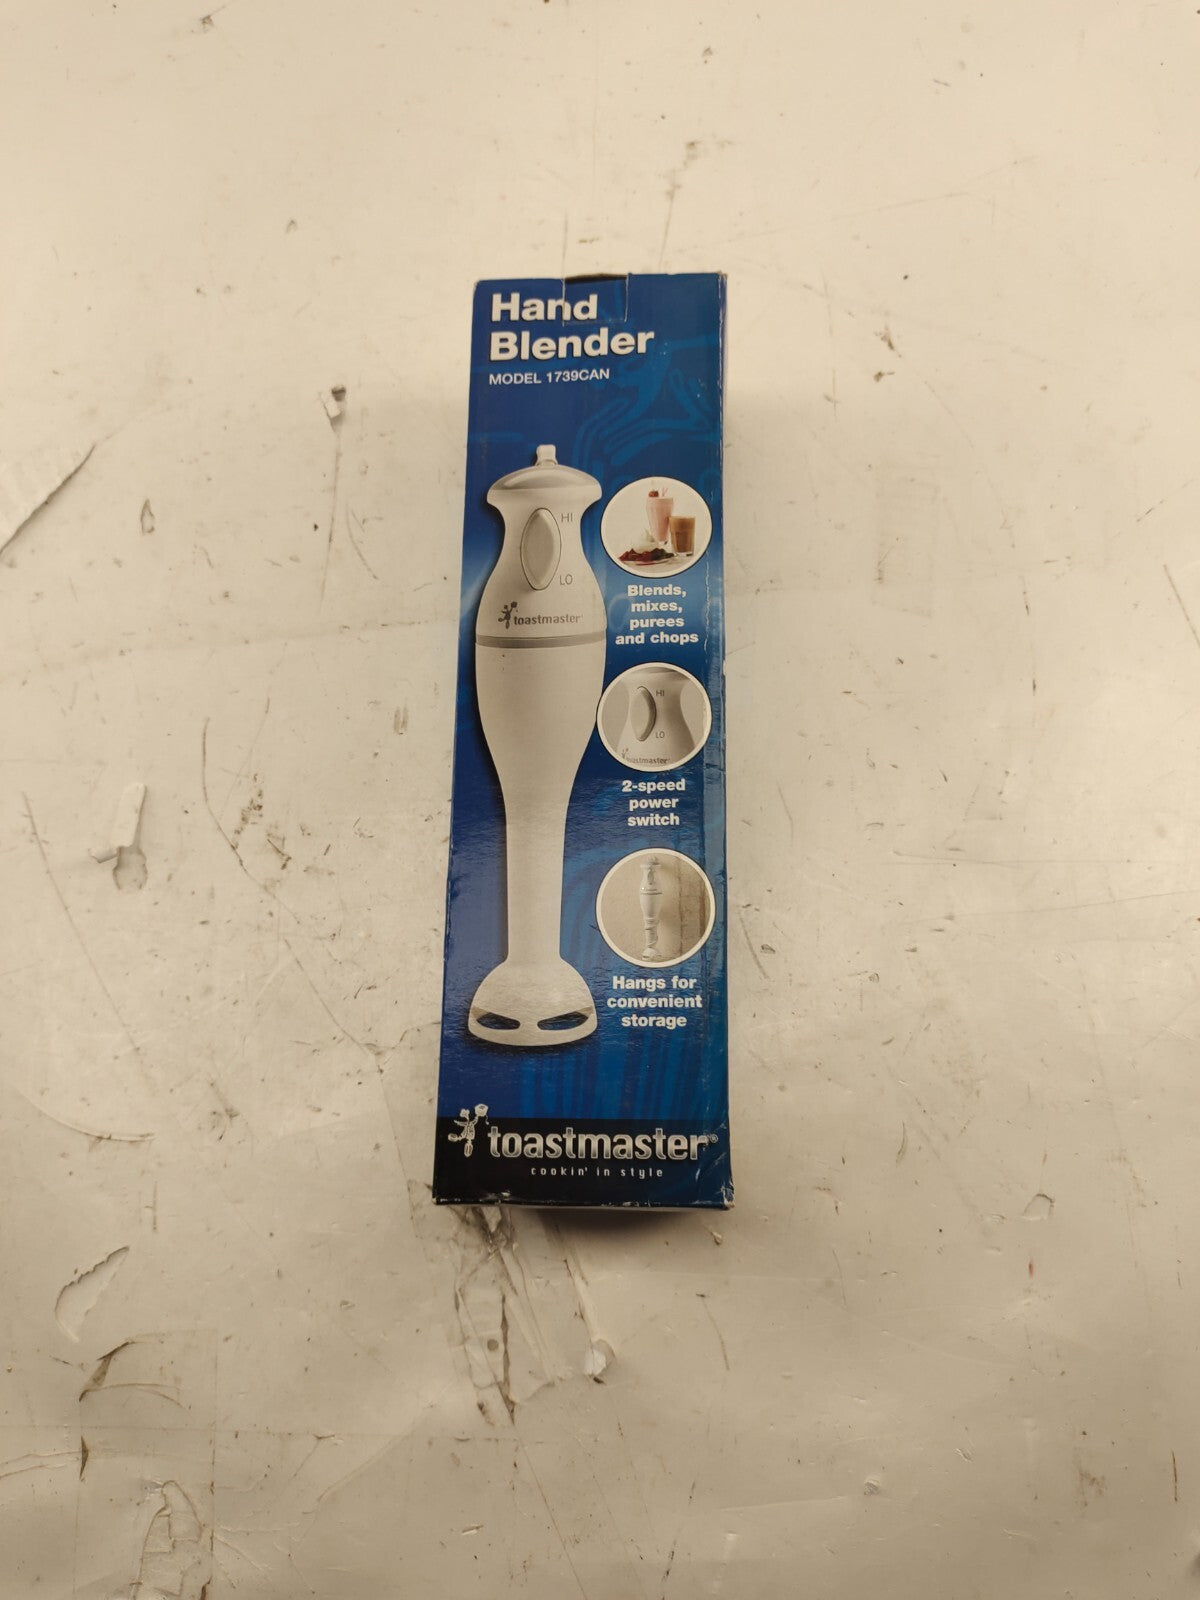 Hand
Blender
MODEL 1739CAN
HI
LO
toastmaster
Blends,
mixes,
purees
and chops
HI
LO
toastmaster
2-speed
power
switch
Hangs for
convenient
storage
toastmaster®
cookin' in style